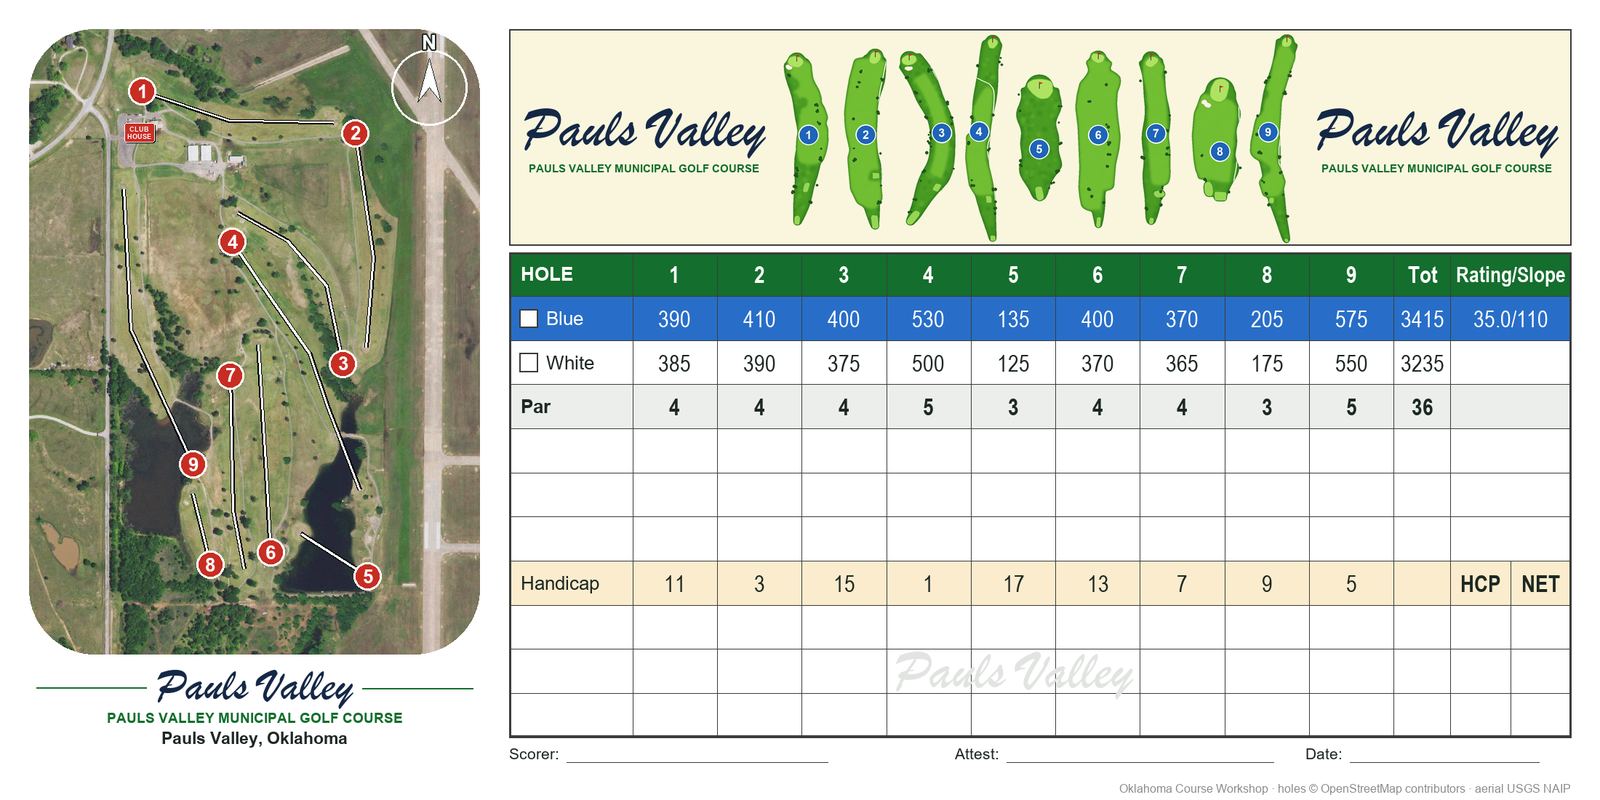 N
1
CLUB
HOUSE
2
4
3
7
9
6
8
5
Pauls Valley
PAULS VALLEY MUNICIPAL GOLF COURSE
Pauls Valley, Oklahoma
Pauls Valley
PAULS VALLEY MUNICIPAL GOLF COURSE
1 2 3 4 5 6 7 8 9
Pauls Valley
PAULS VALLEY MUNICIPAL GOLF COURSE
HOLE 1 2 3 4 5 6 7 8 9 Tot Rating/Slope
Blue 390 410 400 530 135 400 370 205 575 3415 35.0/110
White 385 390 375 500 125 370 365 175 550 3235
Par 4 4 4 5 3 4 4 3 5 36
Handicap 11 3 15 1 17 13 7 9 5 HCP NET
Pauls Valley
Scorer: Attest: Date:
Oklahoma Course Workshop · holes © OpenStreetMap contributors · aerial USGS NAIP